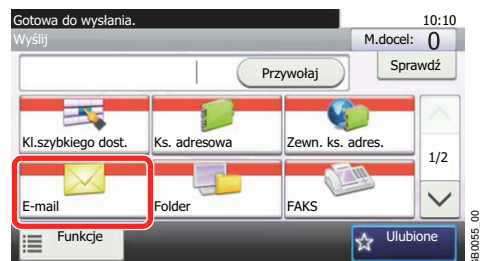 Gotowa do wysłania.
10:10
Wyślij
M.docel: 0
Przywołaj
Sprawdź
Kl.szybkiego dost.
Ks. adresowa
Zewn. ks. adres.
1/2
E-mail
Folder
FAKS
Funkcje
Ulubione